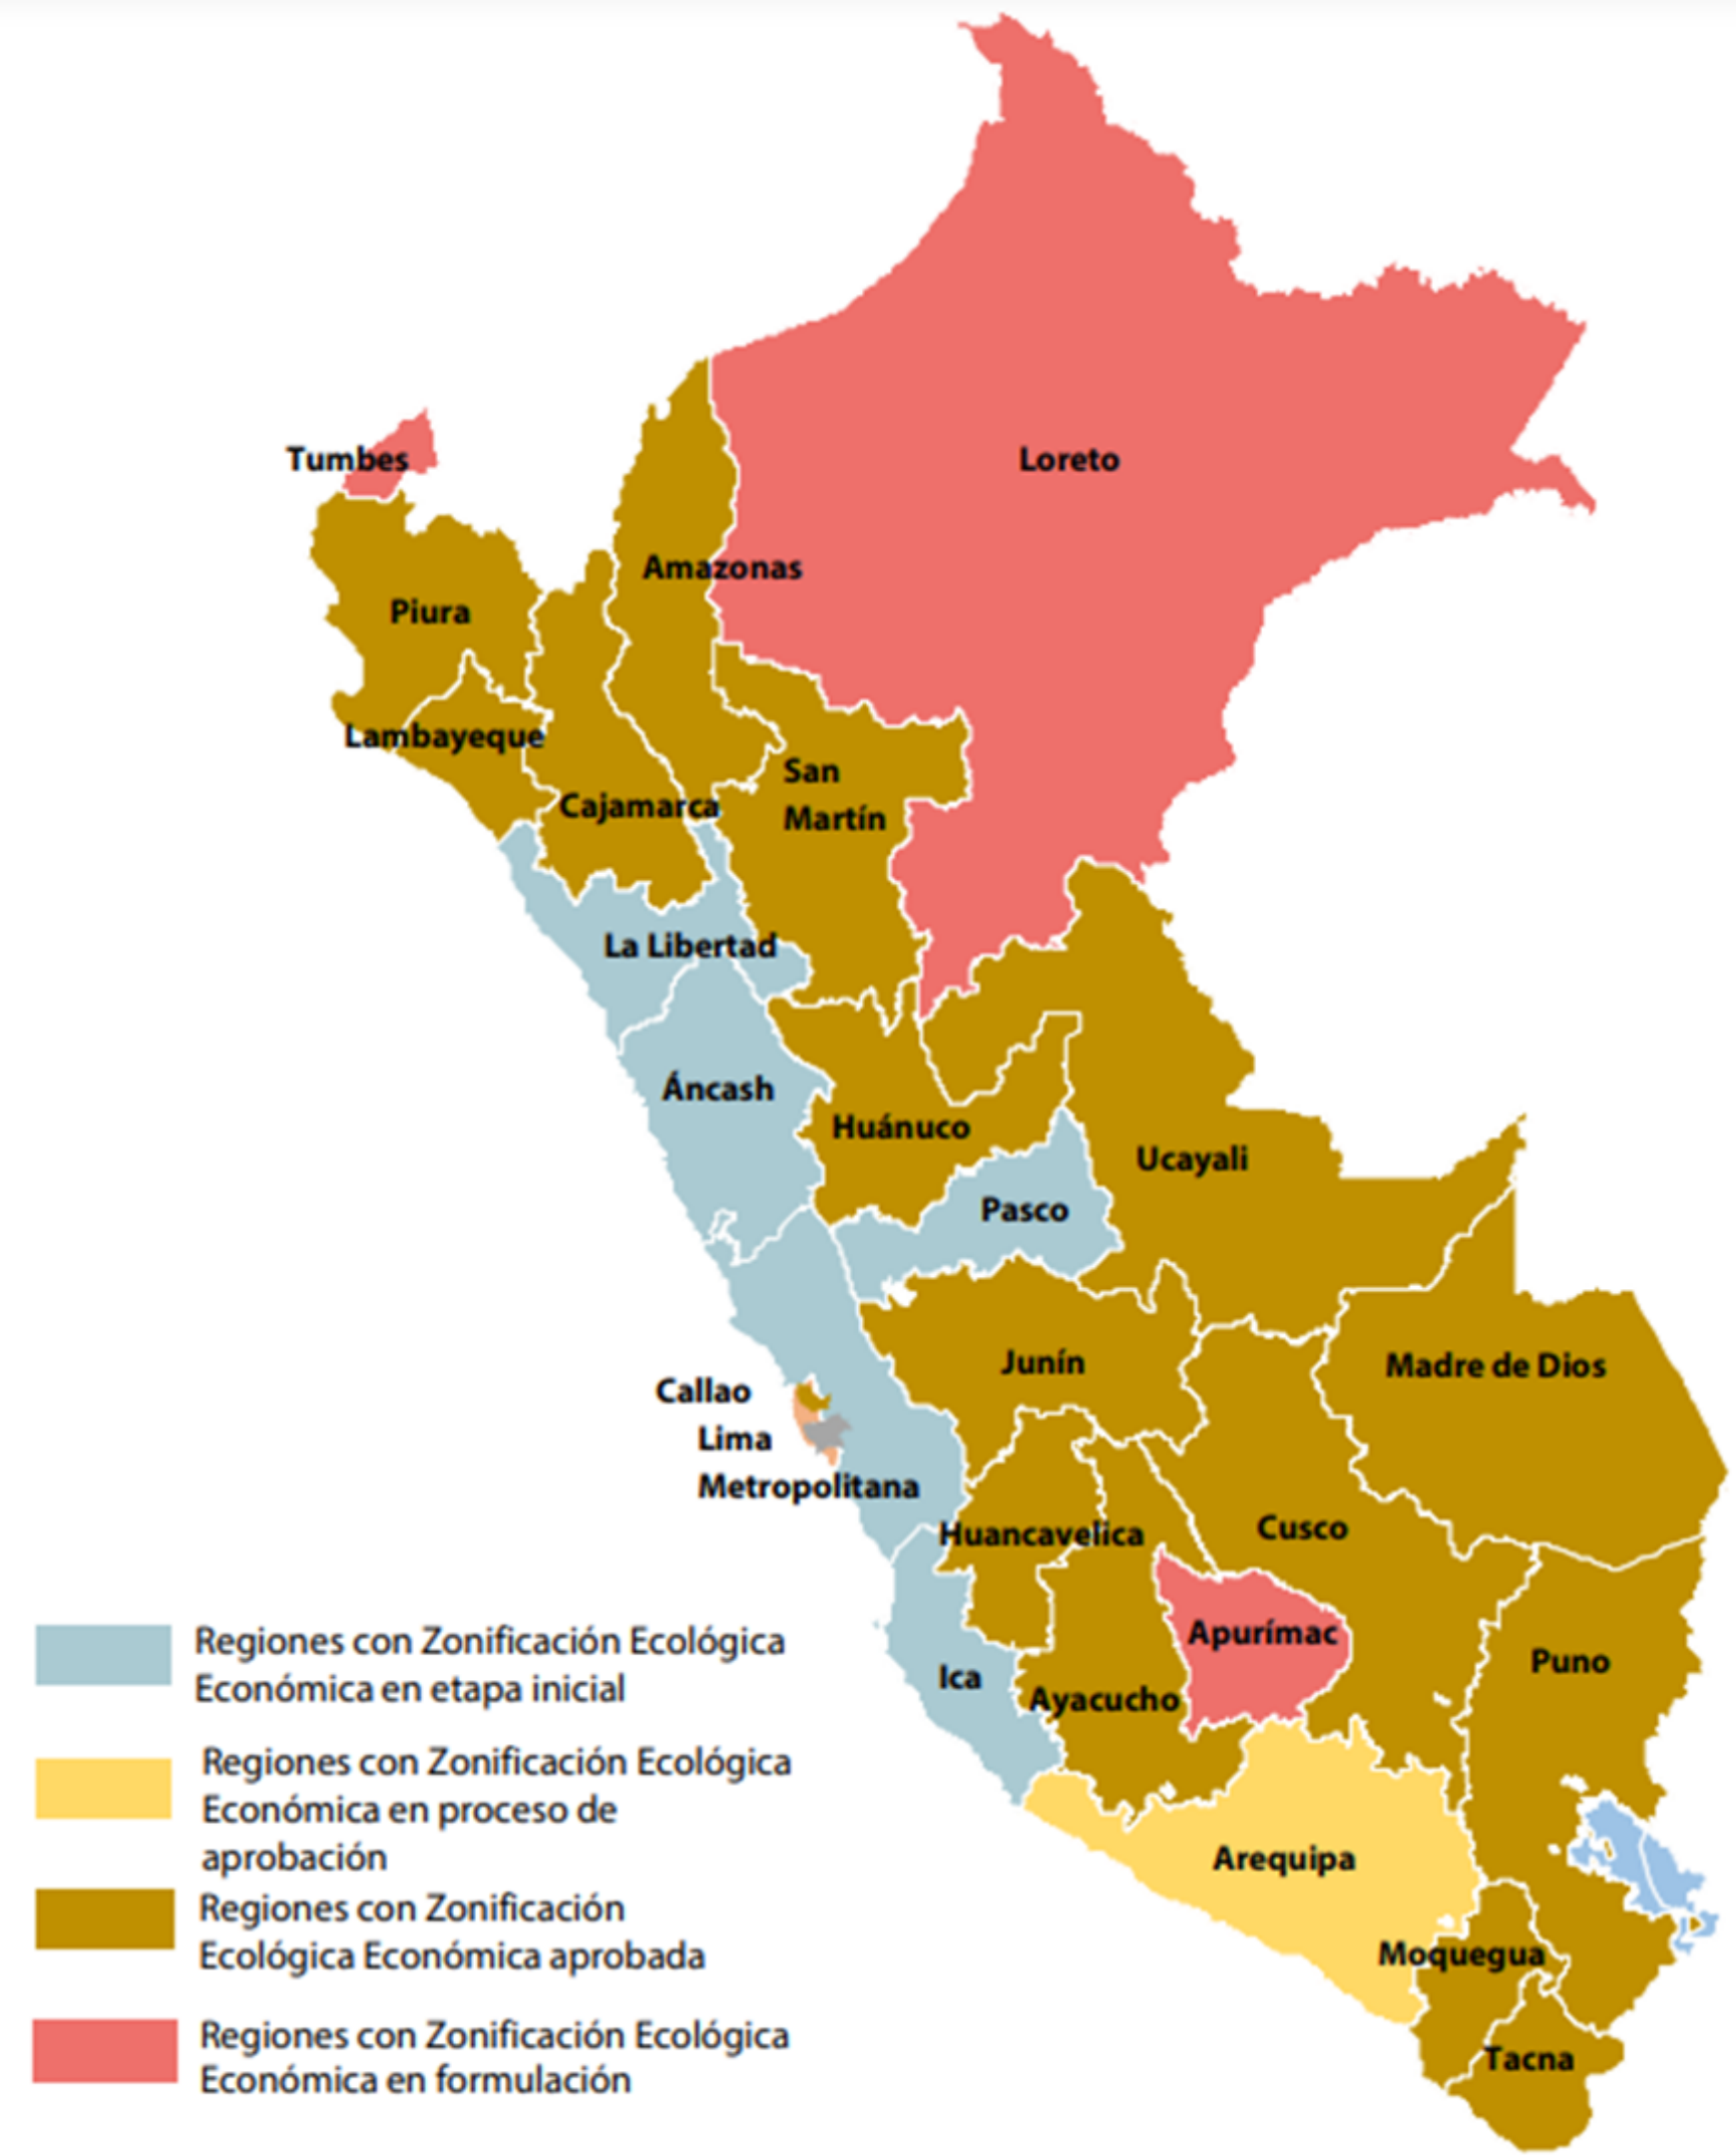 Tumbes
Loreto
Amazonas
Piura
Lambayeque
San
Martín
Cajamarca
La Libertad
Áncash
Huánuco
Ucayali
Pasco
Junín
Madre de Dios
Callao
Lima
Metropolitana
Huancavelica
Cusco
Apurímac
Puno
Ica
Ayacucho
Arequipa
Moquegua
Tacna
Regiones con Zonificación Ecológica
Económica en etapa inicial
Regiones con Zonificación Ecológica
Económica en proceso de
aprobación
Regiones con Zonificación
Ecológica Económica aprobada
Regiones con Zonificación Ecológica
Económica en formulación